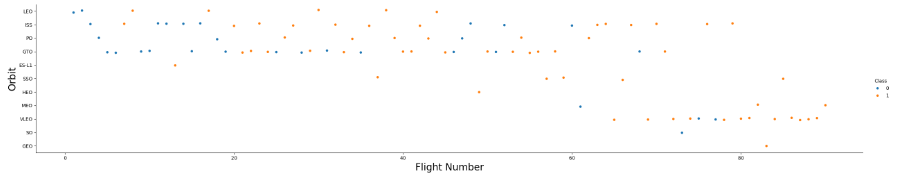 LEO
ISS
PO
GTO
ES-L1
SSO
HEO
MEO
VLEO
SO
GEO
Orbit
0
20
40
60
80
Flight Number
Class
0
1